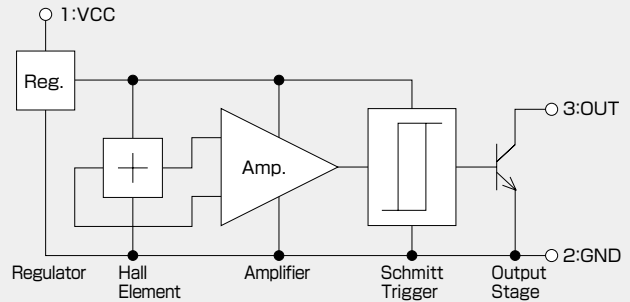 1:VCC
Reg.
3:OUT
Amp.
2:GND
Regulator
Hall
Element
Amplifier
Schmitt
Trigger
Output
Stage